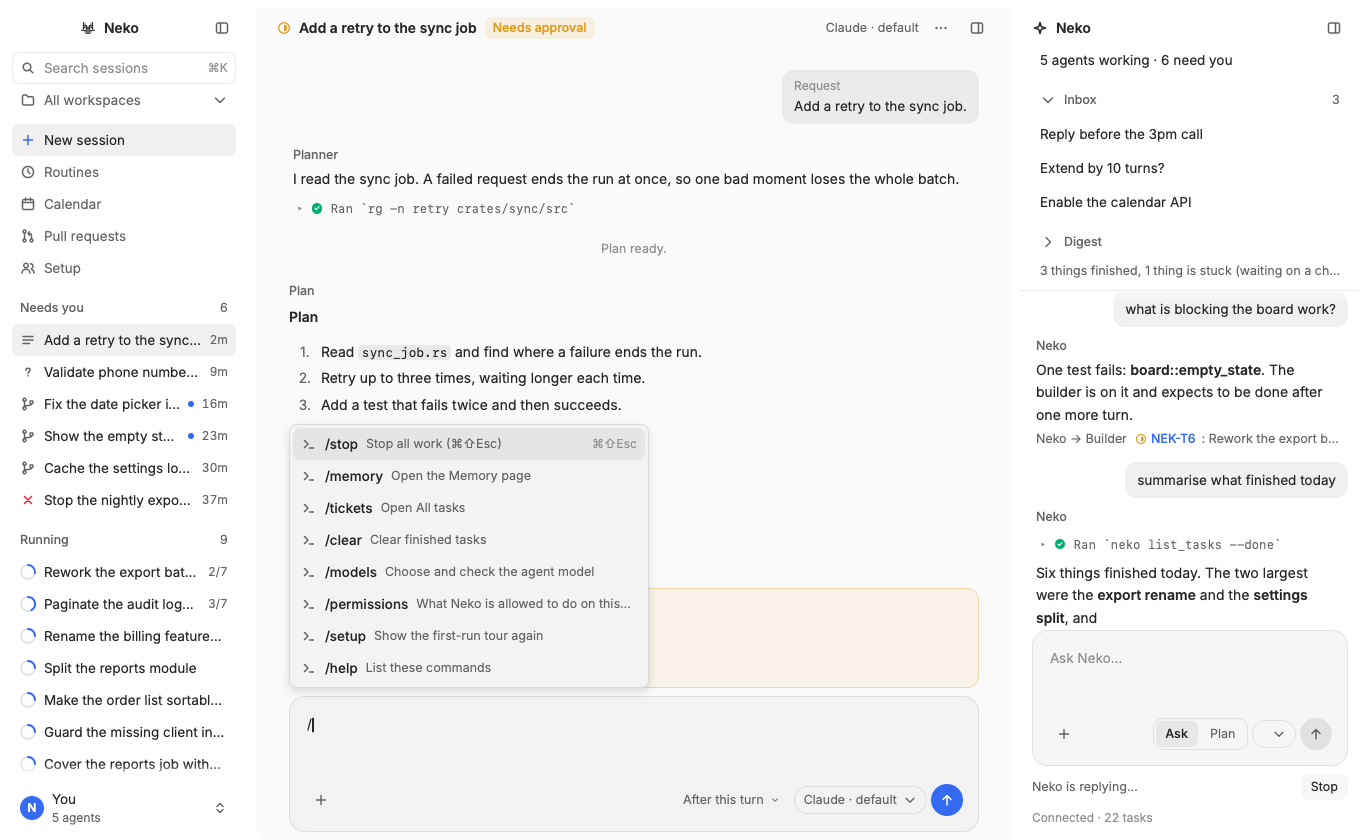 Neko
Search sessions ⌘K
All workspaces
New session
Routines
Calendar
Pull requests
Setup
Needs you 6
Add a retry to the sync... 2m
Validate phone numbe... 9m
Fix the date picker i... 16m
Show the empty st... 23m
Cache the settings lo... 30m
Stop the nightly expo... 37m
Running 9
Rework the export bat... 2/7
Paginate the audit log... 3/7
Rename the billing feature...
Split the reports module
Make the order list sortabl...
Guard the missing client in...
Cover the reports job with...
N
You
5 agents
Add a retry to the sync job Needs approval Claude · default ···
Request
Add a retry to the sync job.
Planner
I read the sync job. A failed request ends the run at once, so one bad moment loses the whole batch.
Ran `rg -n retry crates/sync/src`
Plan ready.
Plan
Plan
1. Read sync_job.rs and find where a failure ends the run.
2. Retry up to three times, waiting longer each time.
3. Add a test that fails twice and then succeeds.
/stop Stop all work (⌘⇧Esc) ⌘⇧Esc
/memory Open the Memory page
/tickets Open All tasks
/clear Clear finished tasks
/models Choose and check the agent model
/permissions What Neko is allowed to do on this...
/setup Show the first-run tour again
/help List these commands
/
After this turn Claude · default
Neko
5 agents working · 6 need you
Inbox 3
Reply before the 3pm call
Extend by 10 turns?
Enable the calendar API
Digest
3 things finished, 1 thing is stuck (waiting on a ch...
what is blocking the board work?
Neko
One test fails: board::empty_state. The
builder is on it and expects to be done after
one more turn.
Neko → Builder NEK-T6 : Rework the export b...
summarise what finished today
Neko
Ran `neko list_tasks --done`
Six things finished today. The two largest
were the export rename and the settings
split, and
Ask Neko...
Ask Plan
Neko is replying... Stop
Connected · 22 tasks